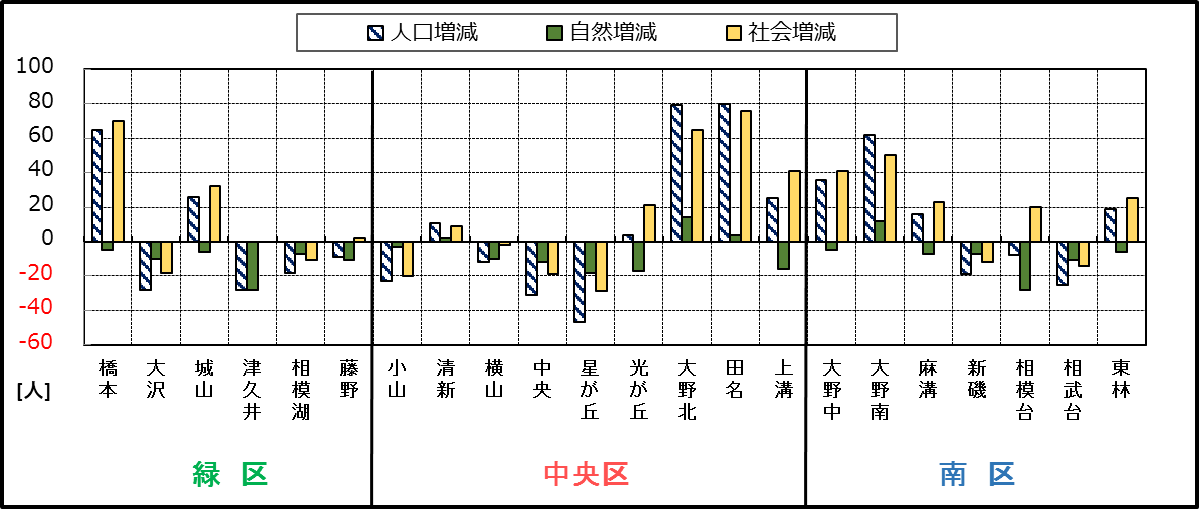 人口増減 自然増減 社会増減
100
80
60
40
20
0
-20
-40
-60
[人]
橋本 大沢 城山 津久井 相模湖 藤野 小山 清新 横山 中央 星が丘 光が丘 大野北 田名 上溝 大野中 大野南 麻溝 新磯 相模台 相武台 東林
緑 区 中央区 南 区